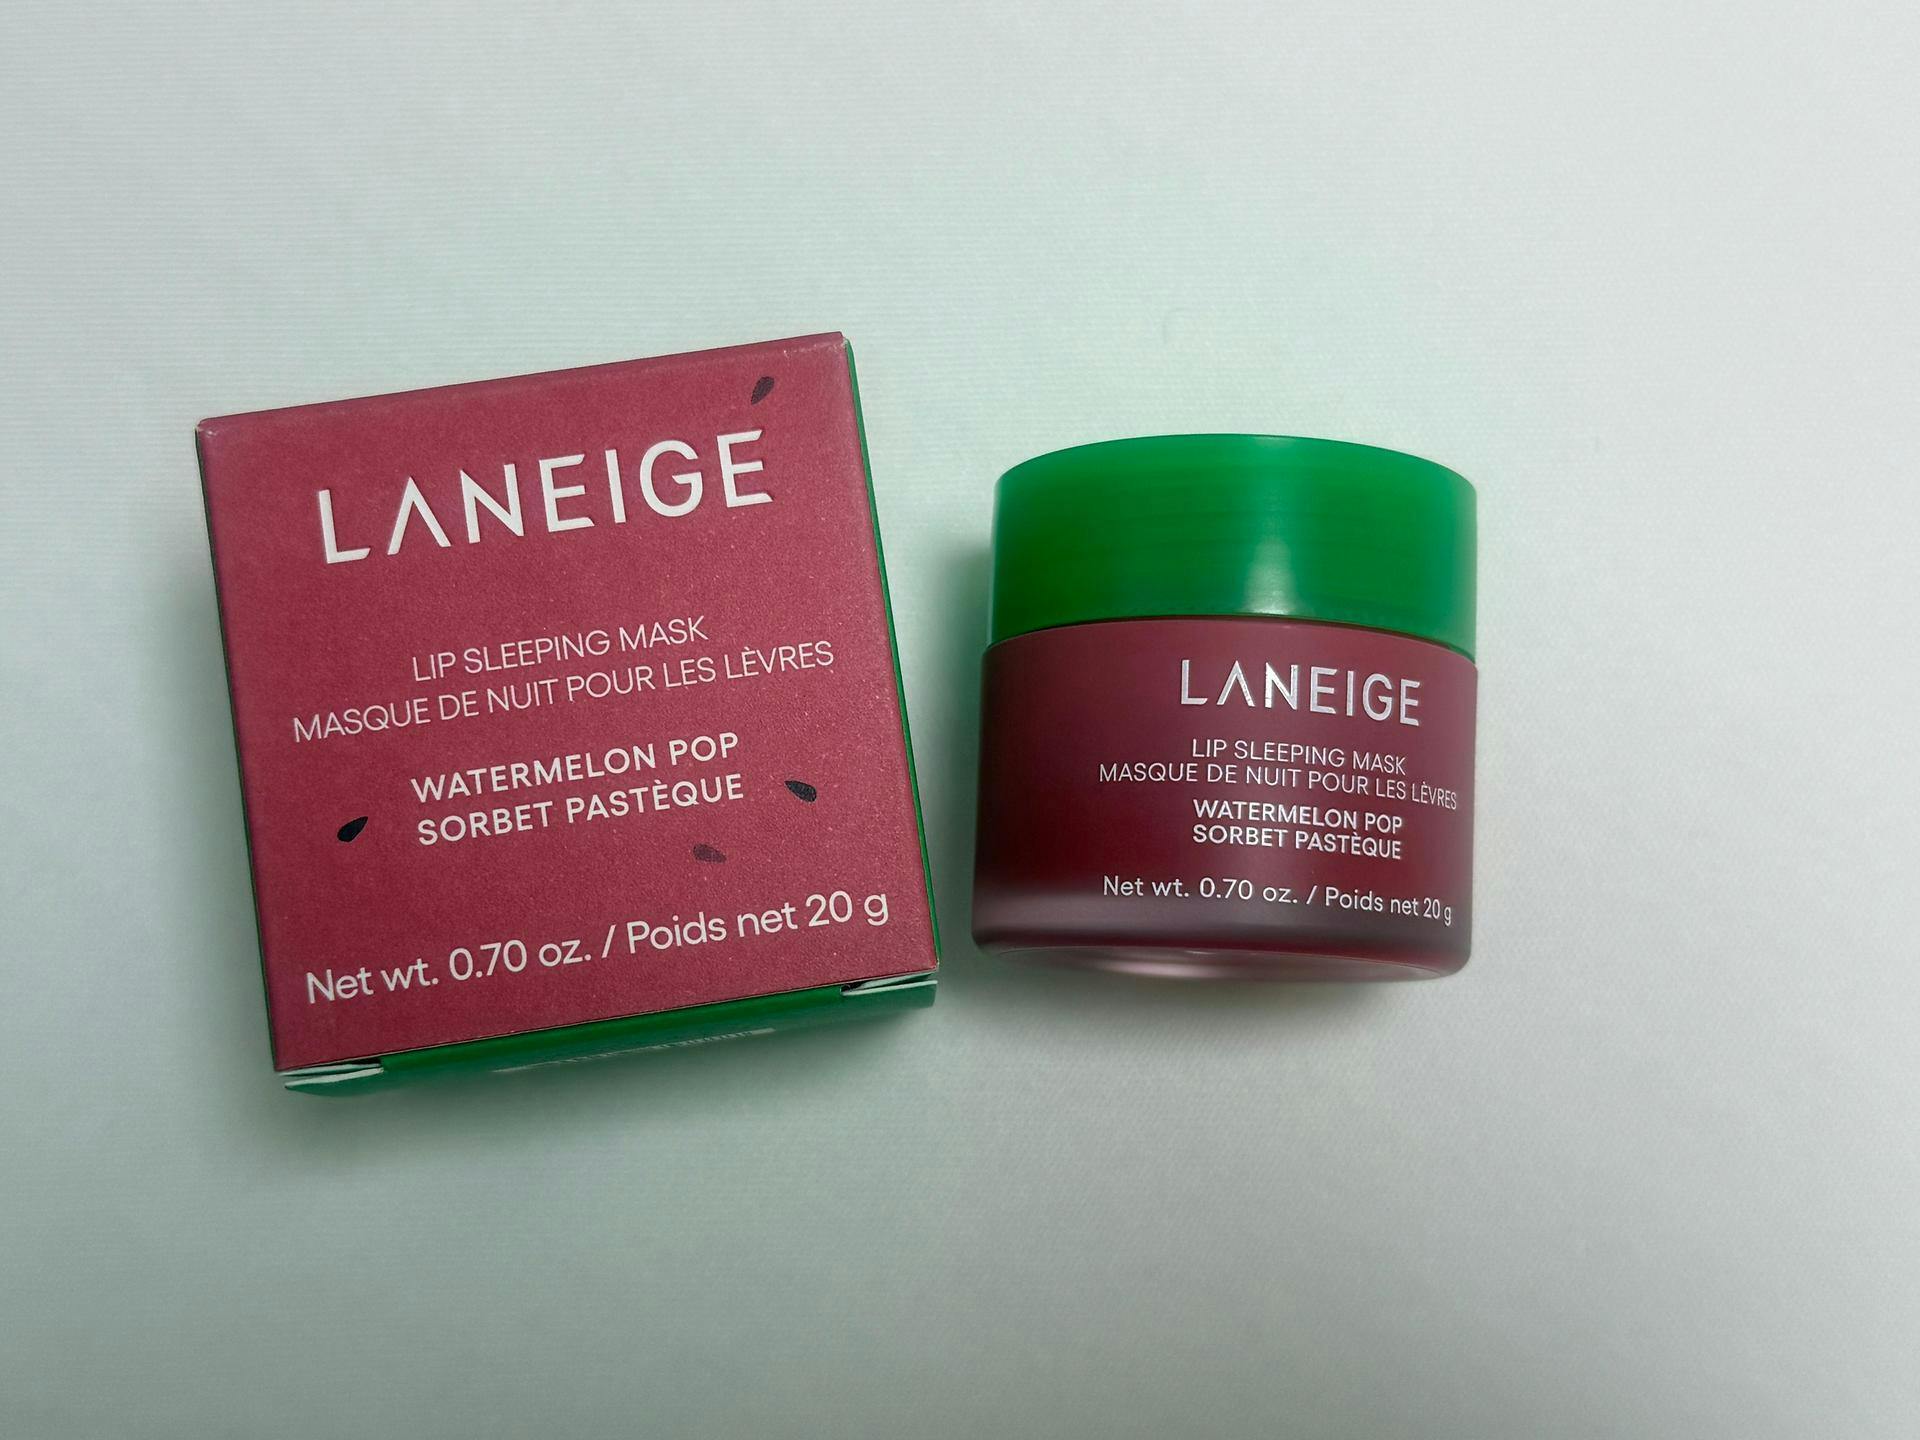 LANEIGE
LIP SLEEPING MASK
MASQUE DE NUIT POUR LES LÈVRES
WATERMELON POP
SORBET PASTÈQUE
Net wt. 0.70 oz. / Poids net 20 g
LANEIGE
LIP SLEEPING MASK
MASQUE DE NUIT POUR LES LÈVRES
WATERMELON POP
SORBET PASTÈQUE
Net wt. 0.70 oz. / Poids net 20 g